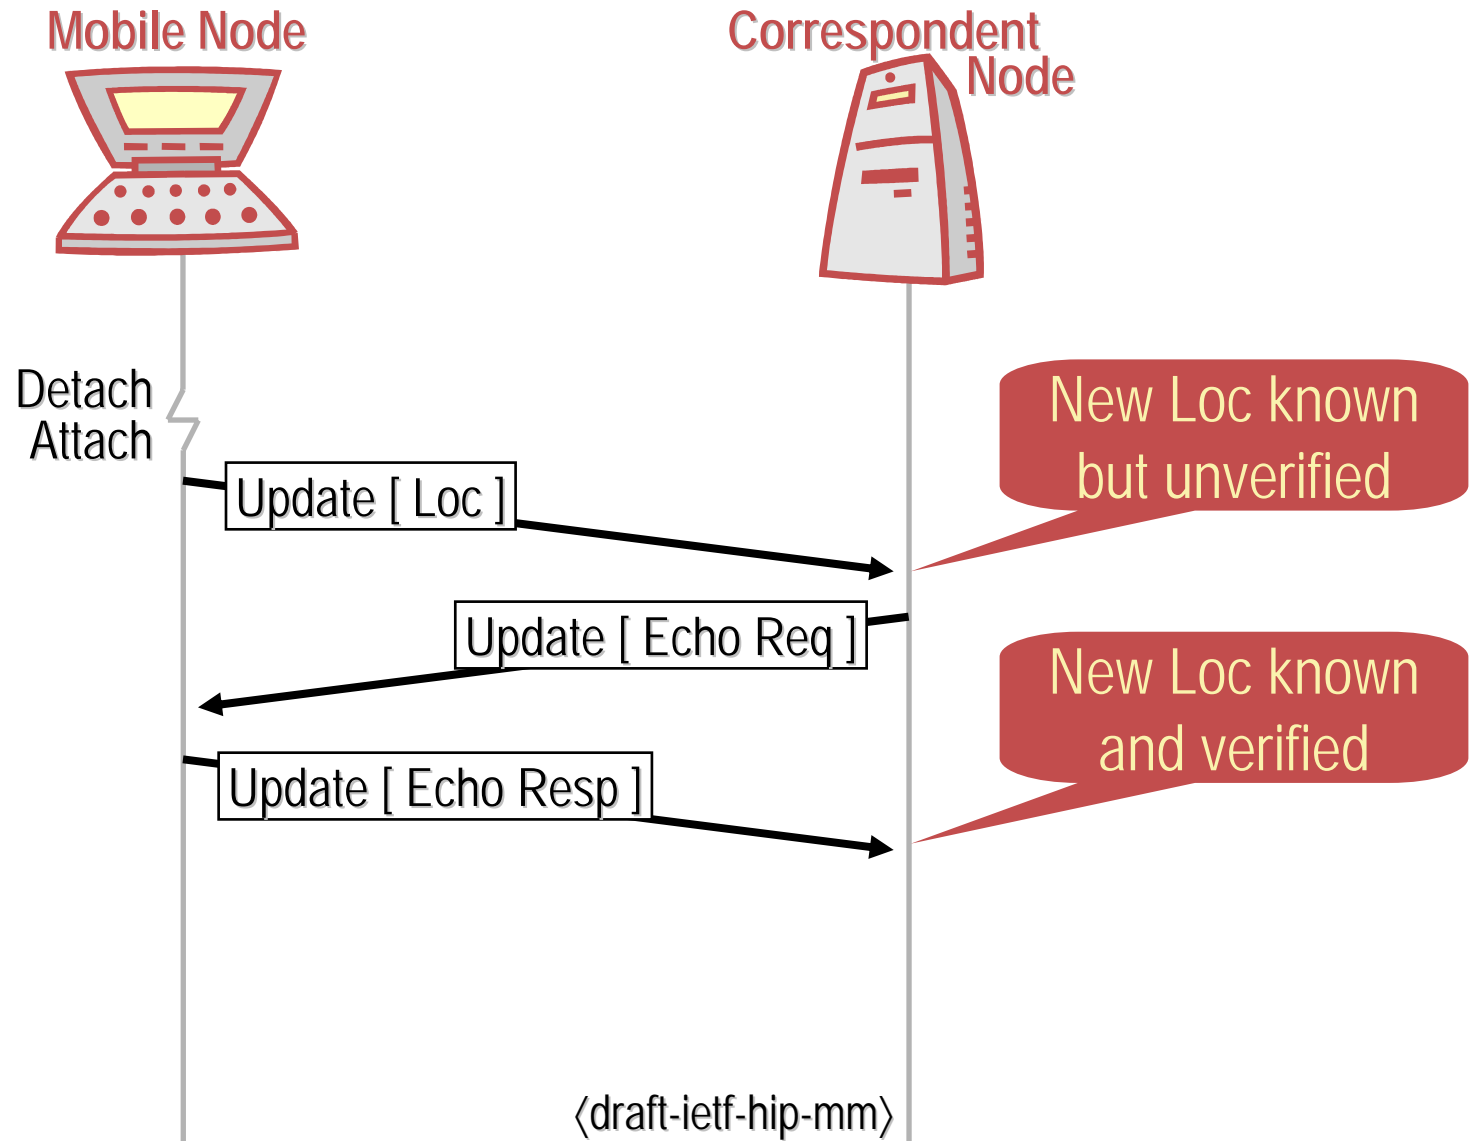 Mobile Node
Correspondent
Node
Detach
Attach
New Loc known
but unverified
Update [ Loc ]
Update [ Echo Req ]
New Loc known
and verified
Update [ Echo Resp ]
〈draft-ietf-hip-mm〉